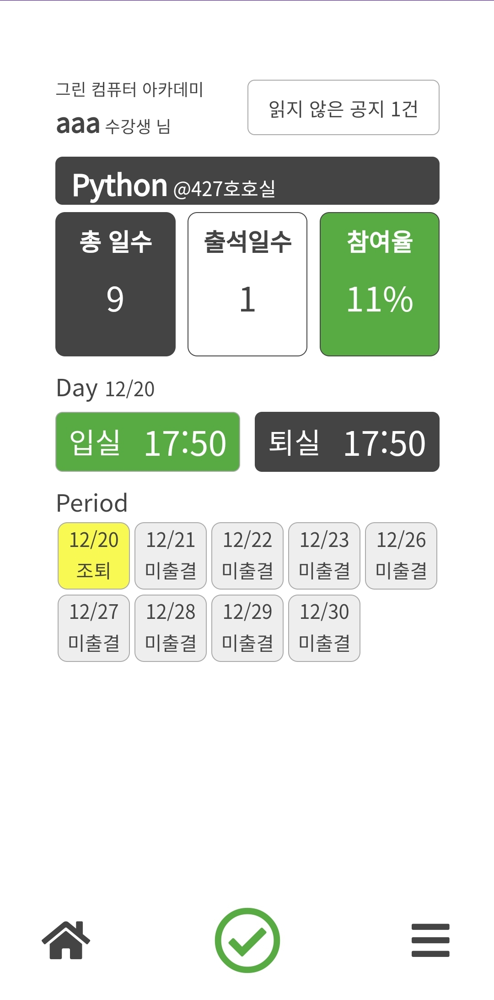 그린 컴퓨터 아카데미
aaa 수강생 님
읽지 않은 공지 1건
Python @427호호실
총 일수
9
출석일수
1
참여율
11%
Day 12/20
입실 17:50
퇴실 17:50
Period
12/20
조퇴
12/21
미출결
12/22
미출결
12/23
미출결
12/26
미출결
12/27
미출결
12/28
미출결
12/29
미출결
12/30
미출결